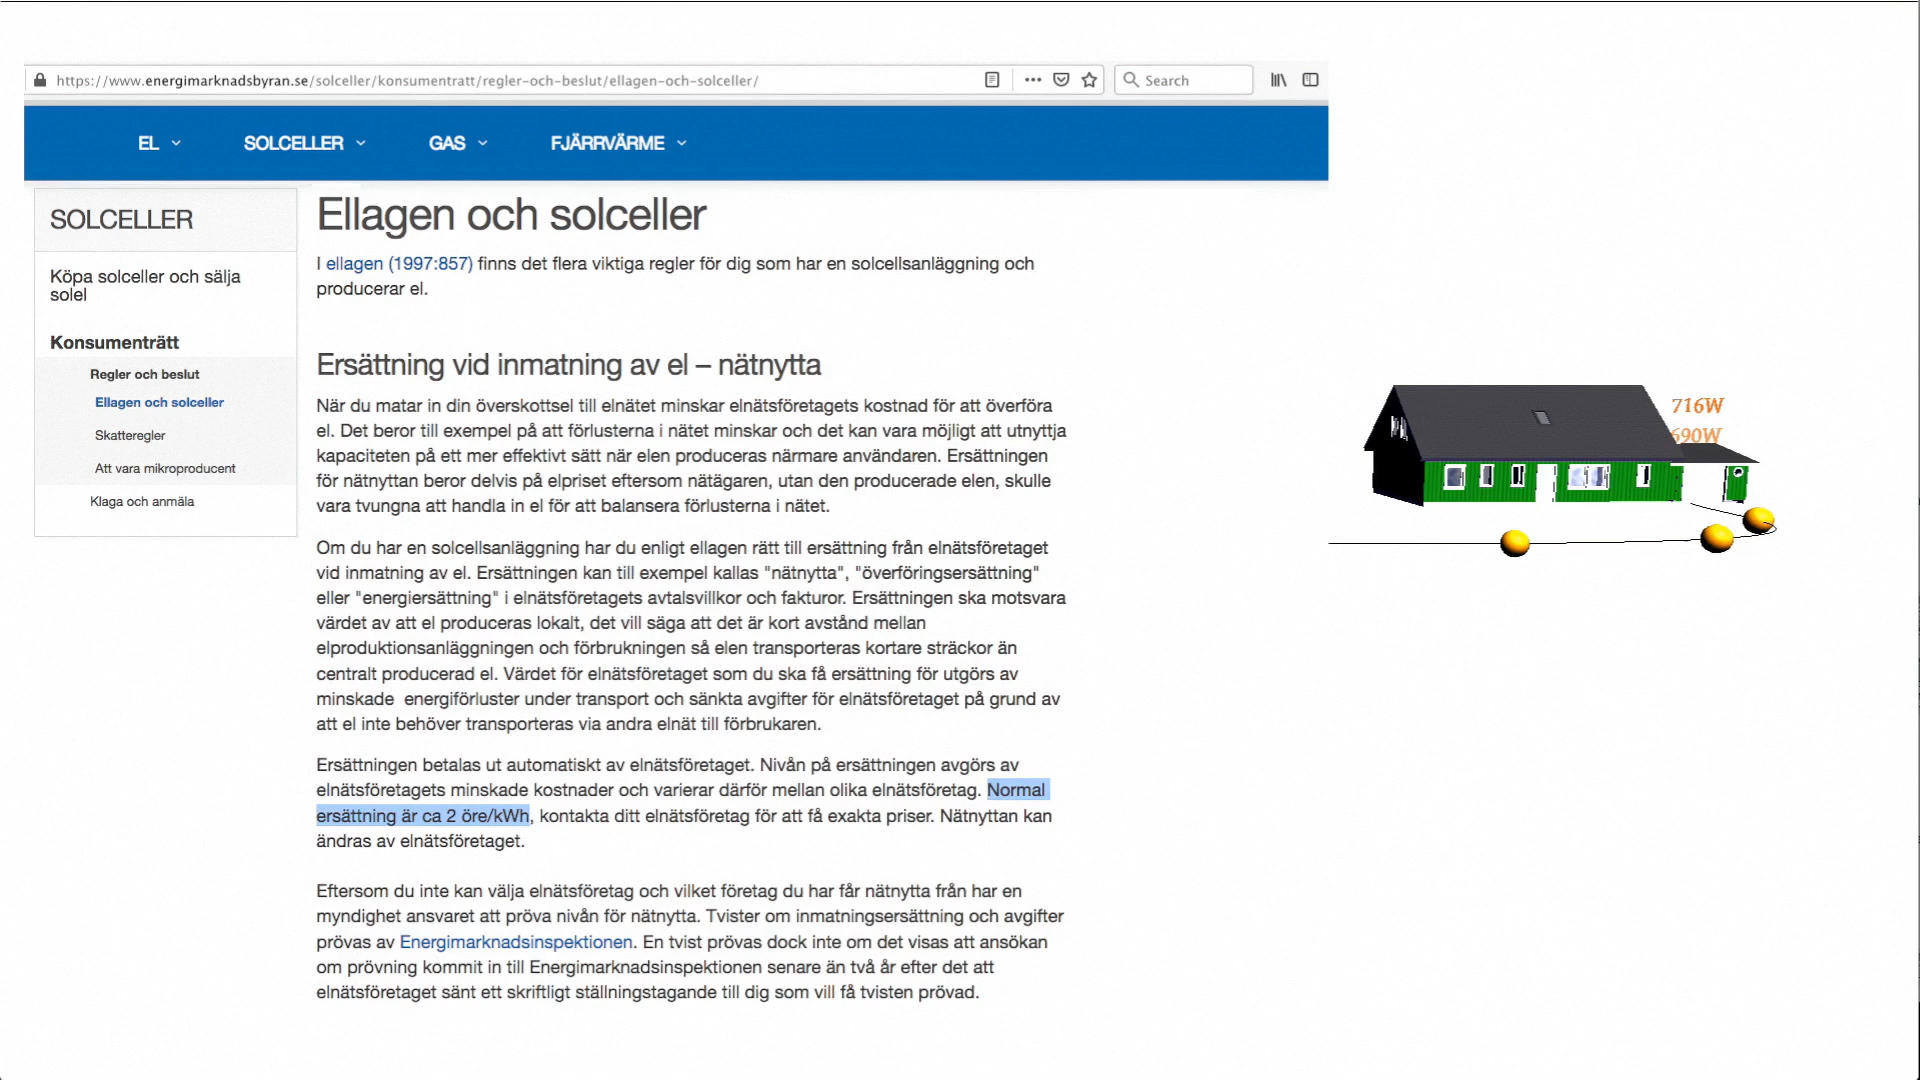 https://www.energimarknadsbyran.se/solceller/konsumentratt/regler-och-beslut/ellagen-och-solceller/
Search
EL
SOLCELLER
GAS
FJÄRRVÄRME
SOLCELLER
Köpa solceller och sälja
solel
Konsumenträtt
Regler och beslut
Ellagen och solceller
Skatteregler
Att vara mikroproducent
Klaga och anmäla
Ellagen och solceller
I ellagen (1997:857) finns det flera viktiga regler för dig som har en solcellsanläggning och
producerar el.
Ersättning vid inmatning av el – nätnytta
När du matar in din överskottsel till elnätet minskar elnätsföretagets kostnad för att överföra
el. Det beror till exempel på att förlusterna i nätet minskar och det kan vara möjligt att utnyttja
kapaciteten på ett mer effektivt sätt när elen produceras närmare användaren. Ersättningen
för nätnyttan beror delvis på elpriset eftersom nätägaren, utan den producerade elen, skulle
vara tvungna att handla in el för att balansera förlusterna i nätet.
Om du har en solcellsanläggning har du enligt ellagen rätt till ersättning från elnätsföretaget
vid inmatning av el. Ersättningen kan till exempel kallas "nätnytta", "överföringsersättning"
eller "energiersättning" i elnätsföretagets avtalsvillkor och fakturor. Ersättningen ska motsvara
värdet av att el produceras lokalt, det vill säga att det är kort avstånd mellan
elproduktionsanläggningen och förbrukningen så elen transporteras kortare sträckor än
centralt producerad el. Värdet för elnätsföretaget som du ska få ersättning för utgörs av
minskade  energiförluster under transport och sänkta avgifter för elnätsföretaget på grund av
att el inte behöver transporteras via andra elnät till förbrukaren.
Ersättningen betalas ut automatiskt av elnätsföretaget. Nivån på ersättningen avgörs av
elnätsföretagets minskade kostnader och varierar därför mellan olika elnätsföretag. Normal
ersättning är ca 2 öre/kWh, kontakta ditt elnätsföretag för att få exakta priser. Nätnyttan kan
ändras av elnätsföretaget.
Eftersom du inte kan välja elnätsföretag och vilket företag du har får nätnytta från har en
myndighet ansvaret att pröva nivån för nätnytta. Tvister om inmatningsersättning och avgifter
prövas av Energimarknadsinspektionen. En tvist prövas dock inte om det visas att ansökan
om prövning kommit in till Energimarknadsinspektionen senare än två år efter det att
elnätsföretaget sänt ett skriftligt ställningstagande till dig som vill få tvisten prövad.
716W
690W